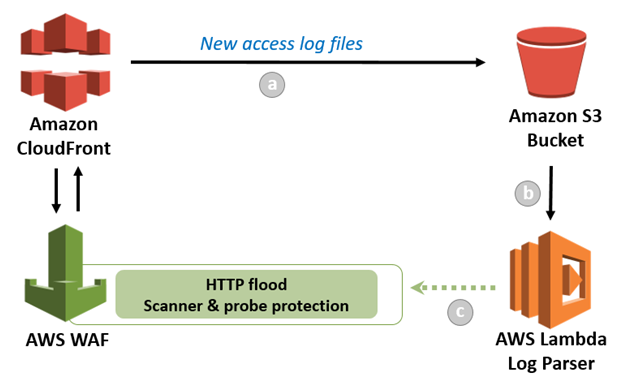 New access log files
a
Amazon
CloudFront
Amazon S3
Bucket
b
HTTP flood
Scanner & probe protection
c
AWS WAF
AWS Lambda
Log Parser